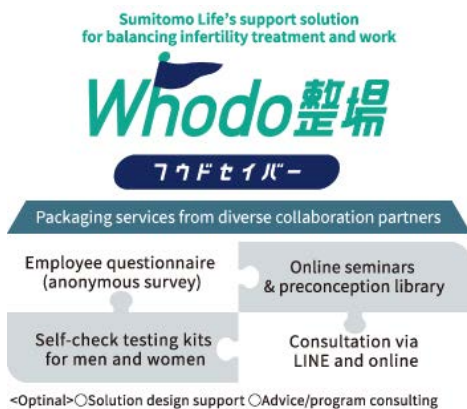 Sumitomo Life's support solution
for balancing infertility treatment and work
Whodo整場
フウドセイバー
Packaging services from diverse collaboration partners
Employee questionnaire
(anonymous survey)
Online seminars
& preconception library
Self-check testing kits
for men and women
Consultation via
LINE and online
<Optinal>○Solution design support ○Advice/program consulting